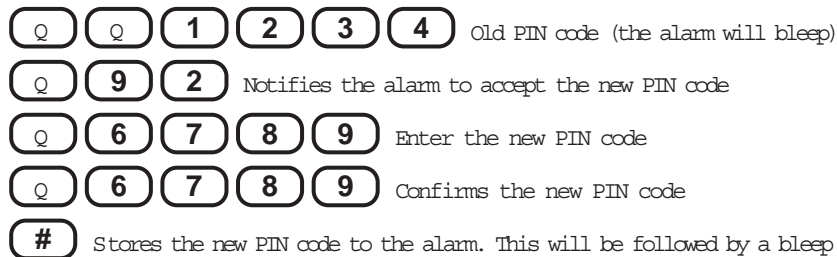 Q Q 1 2 3 4 Old PIN code (the alarm will bleep)
Q 9 2 Notifies the alarm to accept the new PIN code
Q 6 7 8 9 Enter the new PIN code
Q 6 7 8 9 Confirms the new PIN code
# Stores the new PIN code to the alarm. This will be followed by a bleep